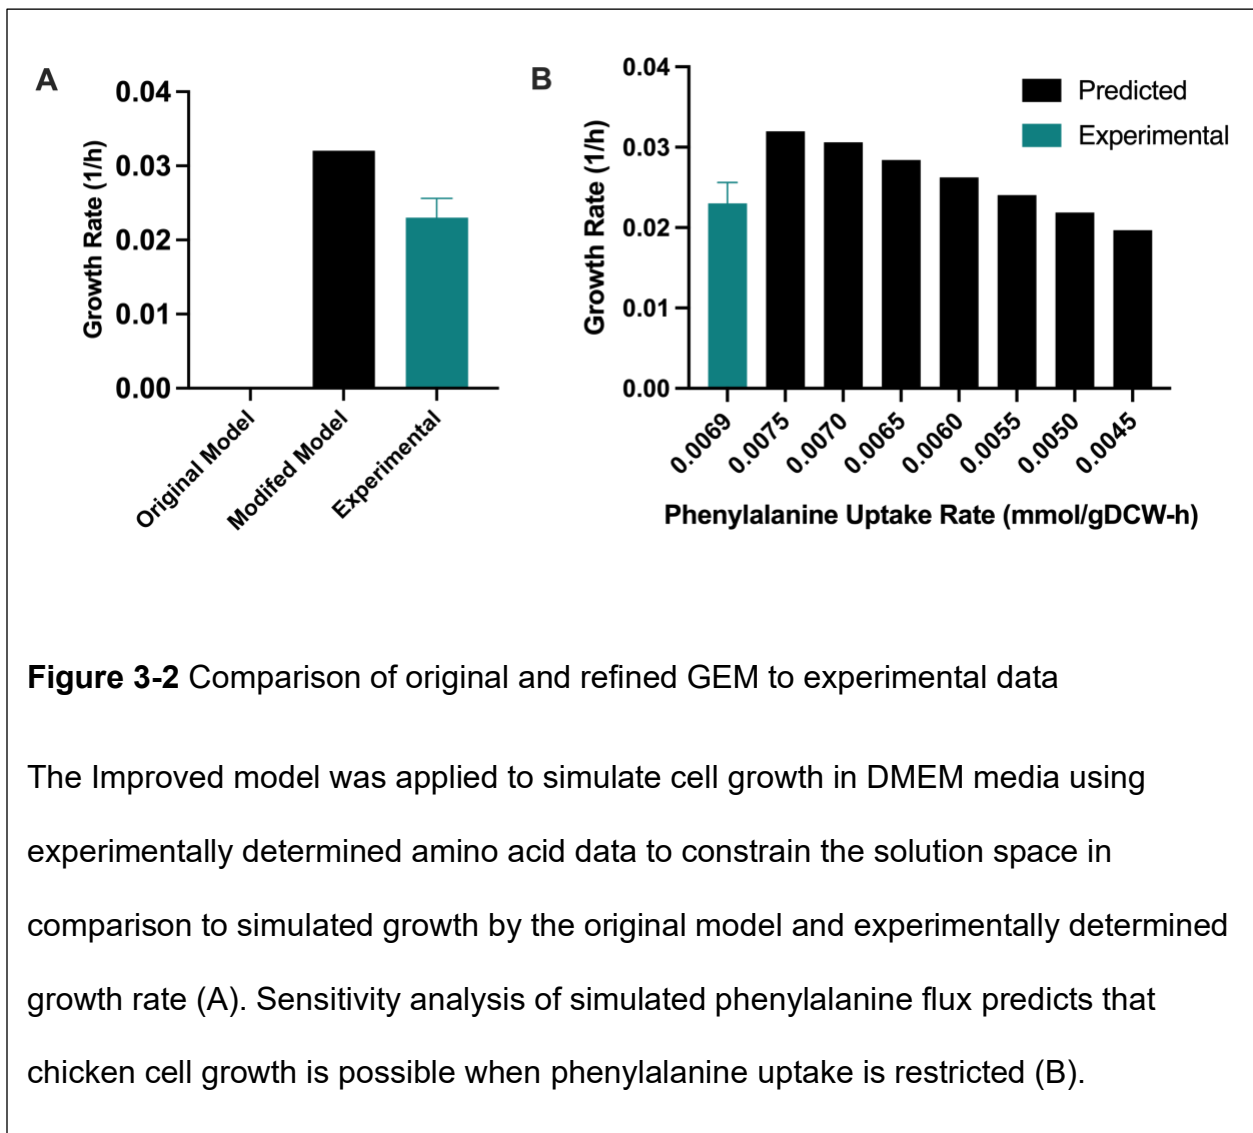 A
Growth Rate (1/h)
0.04
0.03
0.02
0.01
0.00
Original Model
Modifed Model
Experimental
B
Growth Rate (1/h)
0.04
0.03
0.02
0.01
0.00
Predicted
Experimental
0.0069
0.0075
0.0070
0.0065
0.0060
0.0055
0.0050
0.0045
Phenylalanine Uptake Rate (mmol/gDCW-h)
Figure 3-2 Comparison of original and refined GEM to experimental data
The Improved model was applied to simulate cell growth in DMEM media using
experimentally determined amino acid data to constrain the solution space in
comparison to simulated growth by the original model and experimentally determined
growth rate (A). Sensitivity analysis of simulated phenylalanine flux predicts that
chicken cell growth is possible when phenylalanine uptake is restricted (B).